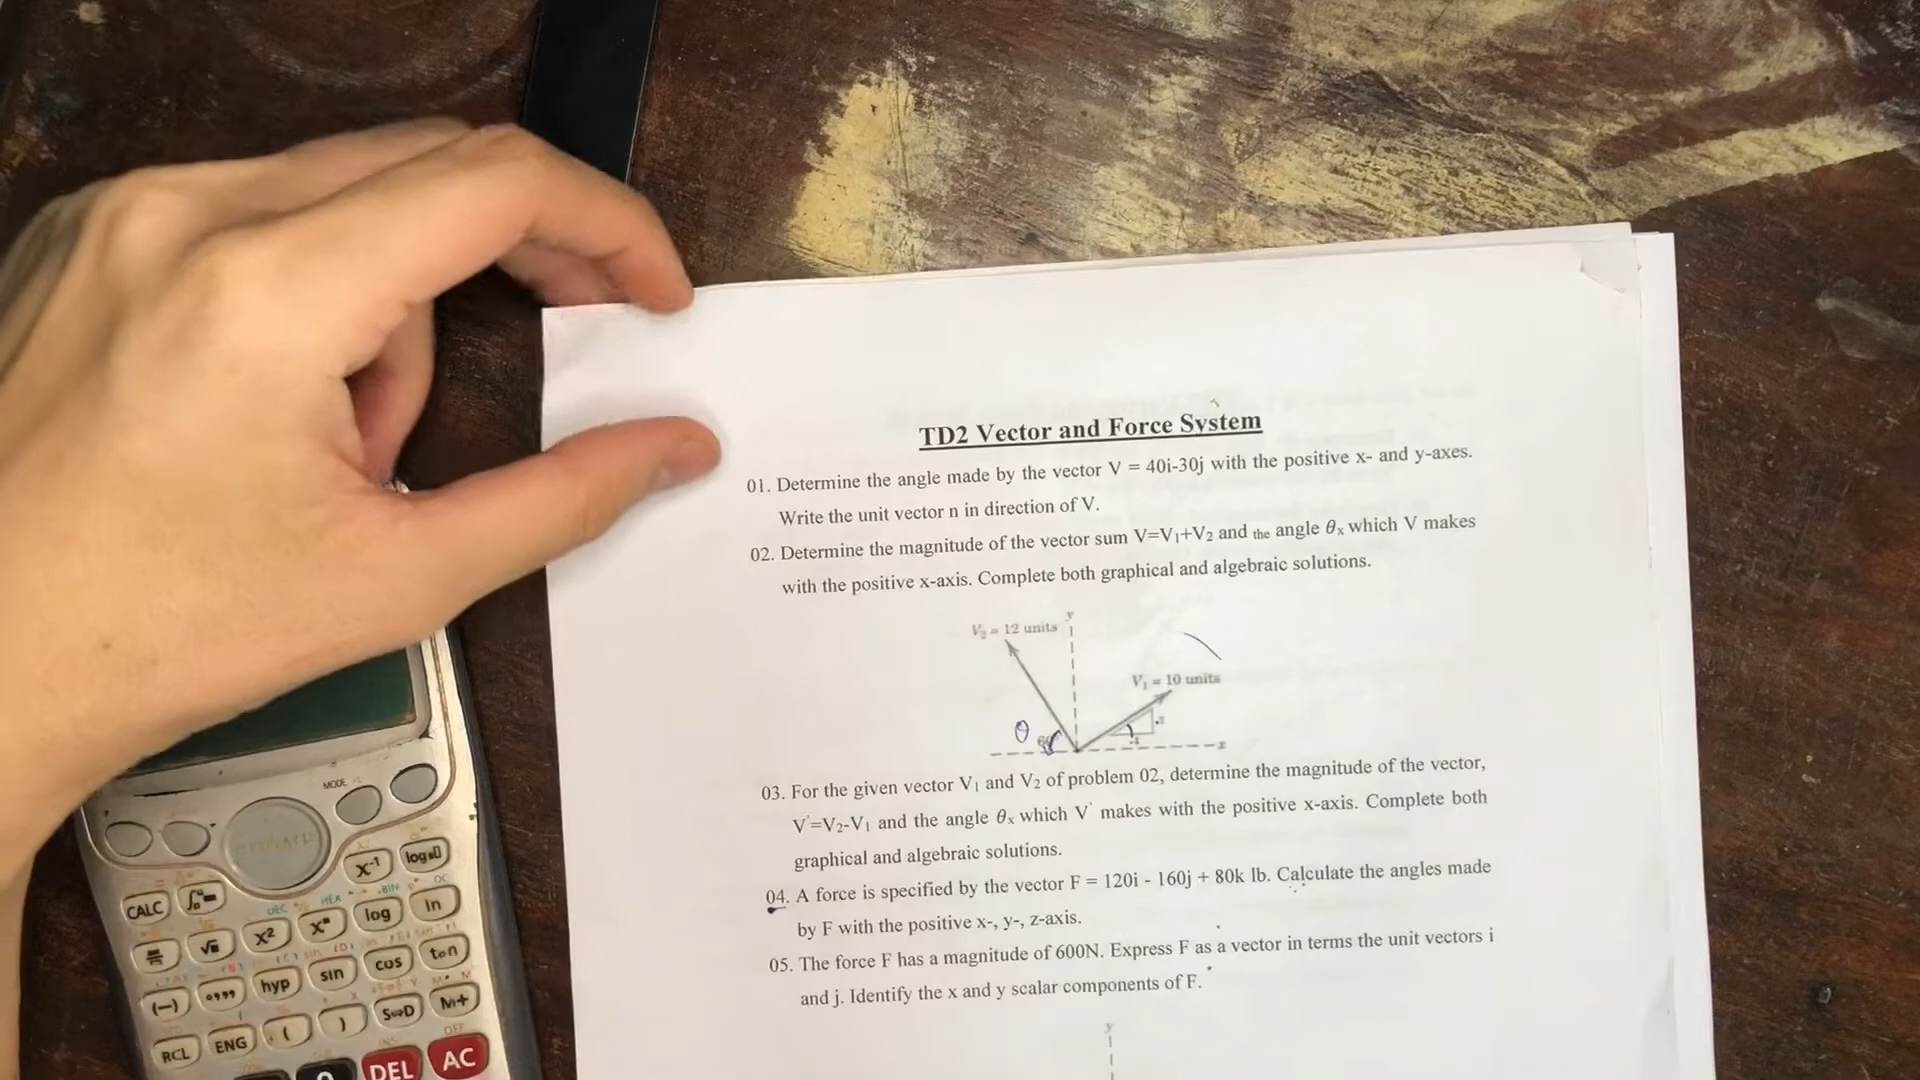 TD2 Vector and Force System
01. Determine the angle made by the vector V = 40i-30j with the positive x- and y-axes.
Write the unit vector n in direction of V.
02. Determine the magnitude of the vector sum V=V₁+V₂ and the angle θₓ which V makes
with the positive x-axis. Complete both graphical and algebraic solutions.
y
V₂ = 12 units
V₁ = 10 units
θ
x
03. For the given vector V₁ and V₂ of problem 02, determine the magnitude of the vector,
V'=V₂-V₁ and the angle θₓ which V' makes with the positive x-axis. Complete both
graphical and algebraic solutions.
04. A force is specified by the vector F = 120i - 160j + 80k lb. Calculate the angles made
by F with the positive x-, y-, z-axis.
05. The force F has a magnitude of 600N. Express F as a vector in terms the unit vectors i
and j. Identify the x and y scalar components of F.
y
MODE
x⁻¹
CALC
DEC HEX BIN OCT
x² log ln
hyp sin cos tan
(−) ( ) S⇔D M+
RCL ENG
OFF
DEL AC